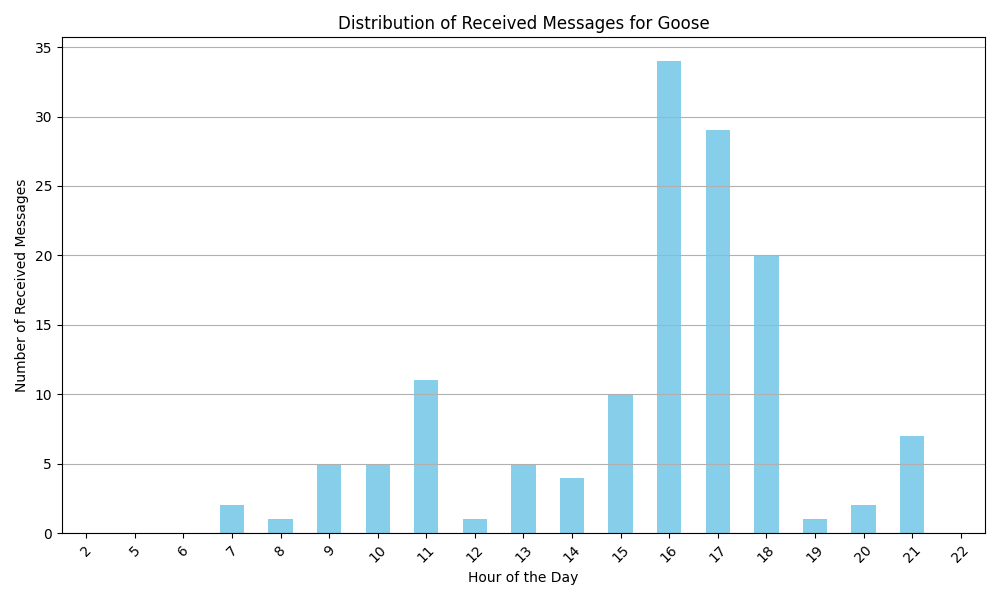 Distribution of Received Messages for Goose
Number of Received Messages
35
30
25
20
15
10
5
0
2 5 6 7 8 9 10 11 12 13 14 15 16 17 18 19 20 21 22
Hour of the Day